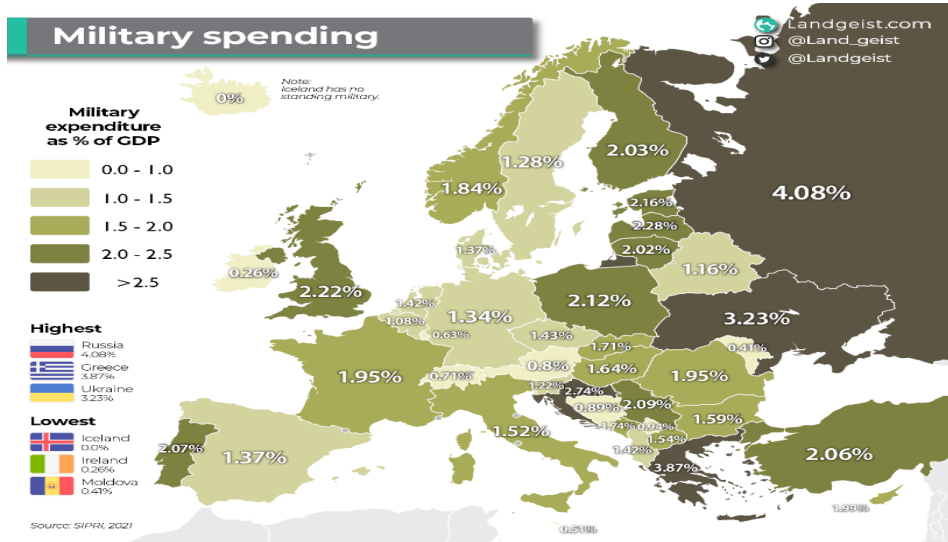 Military spending
Landgeist.com
@Land_geist
@Landgeist
Note:
Iceland has no
standing military.
Military
expenditure
as % of GDP
0.0 - 1.0
1.0 - 1.5
1.5 - 2.0
2.0 - 2.5
>2.5
Highest
Russia
4.08%
Greece
3.87%
Ukraine
3.23%
Lowest
Iceland
0.0%
Ireland
0.26%
Moldova
0.41%
Source: SIPRI, 2021
0%
1.28%
2.03%
1.84%
4.08%
2.16%
2.28%
2.02%
1.37%
1.16%
0.26%
2.22%
1.42%
1.08%
0.63%
1.34%
2.12%
3.23%
1.43%
1.71%
0.41%
1.95%
0.71%
0.8%
1.64%
1.95%
1.22%
2.74%
0.89%
2.09%
1.59%
1.52%
1.74%
0.94%
1.54%
1.42%
2.07%
1.37%
3.87%
2.06%
1.99%
0.51%